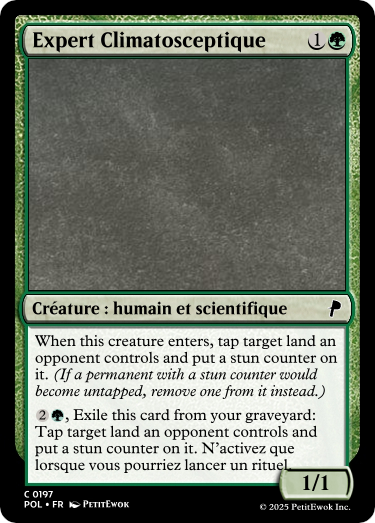 Expert Climatosceptique 1
Créature : humain et scientifique
When this creature enters, tap target land an
opponent controls and put a stun counter on
it. (If a permanent with a stun counter would
become untapped, remove one from it instead.)
2, Exile this card from your graveyard:
Tap target land an opponent controls and
put a stun counter on it. N'activez que
lorsque vous pourriez lancer un rituel.
1/1
C 0197
POL • FR PETITEWOK
© 2025 PetitEwok Inc.